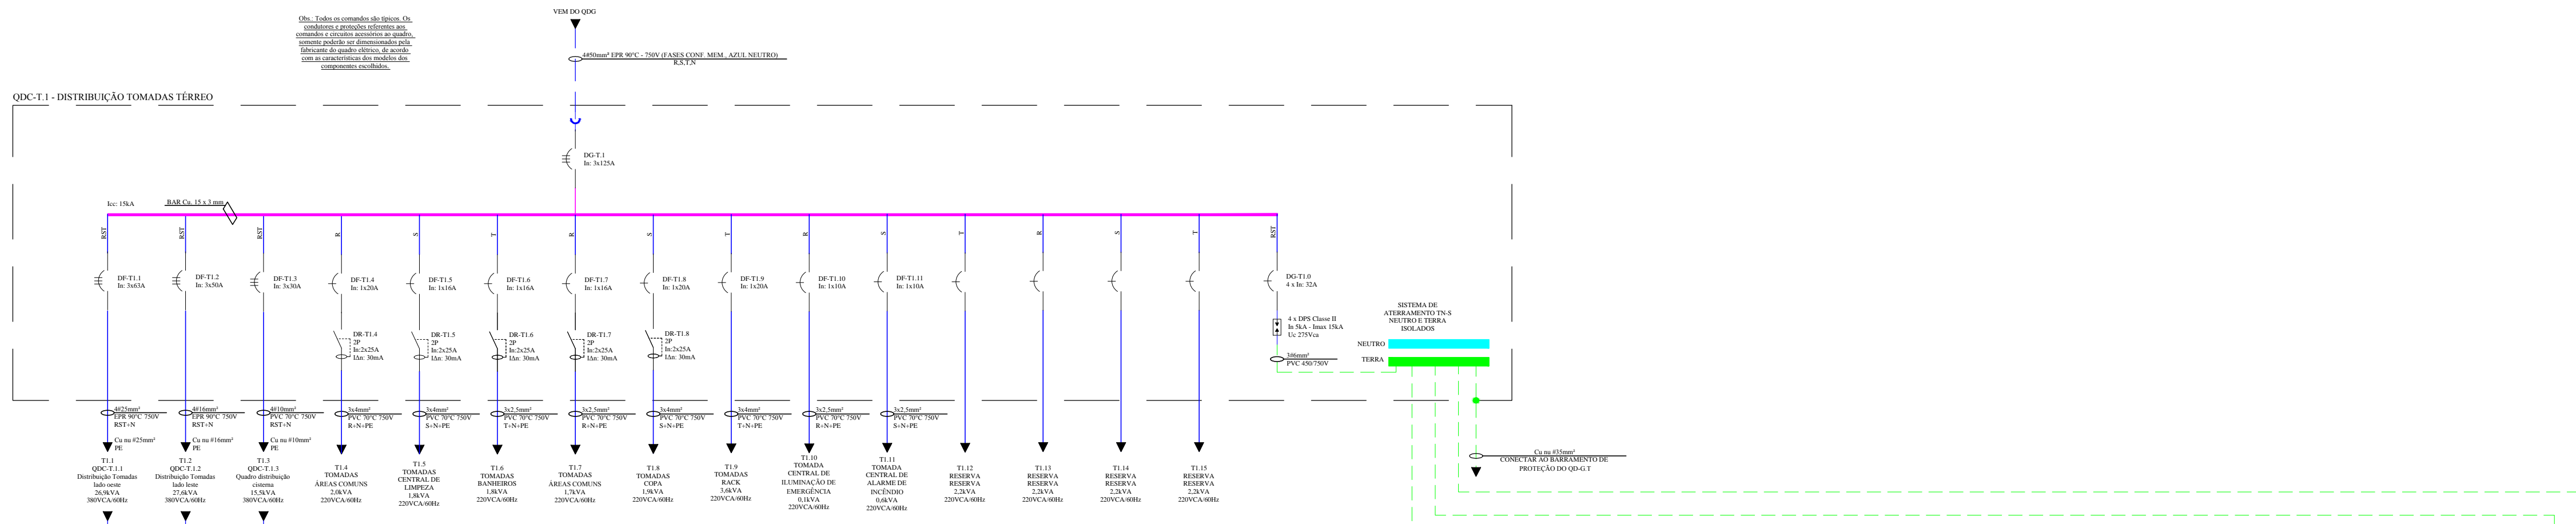 Obs.: Todos os comandos são típicos. Os
condutores e proteções referentes aos
comandos e circuitos acessórios ao quadro,
somente poderão ser dimensionados pela
fabricante do quadro elétrico, de acordo
com as características dos modelos dos
componentes escolhidos.
VEM DO QDG
4#50mm² EPR 90°C - 750V (FASES CONF. MEM., AZUL NEUTRO)
R,S,T,N
QDC-T.1 - DISTRIBUIÇÃO TOMADAS TÉRREO
DG-T.1
In: 3x125A
Icc: 15kA
BAR Cu. 15 x 3 mm
RST
RST
RST
R
S
T
R
S
T
R
S
T
R
S
T
RST
DF-T1.1
In: 3x63A
DF-T1.2
In: 3x50A
DF-T1.3
In: 3x30A
DF-T1.4
In: 1x20A
DF-T1.5
In: 1x16A
DF-T1.6
In: 1x16A
DF-T1.7
In: 1x16A
DF-T1.8
In: 1x20A
DF-T1.9
In: 1x20A
DF-T1.10
In: 1x10A
DF-T1.11
In: 1x10A
DG-T1.0
4 x In: 32A
DR-T1.4
2P
In:2x25A
IΔn: 30mA
DR-T1.5
2P
In:2x25A
IΔn: 30mA
DR-T1.6
2P
In:2x25A
IΔn: 30mA
DR-T1.7
2P
In:2x25A
IΔn: 30mA
DR-T1.8
2P
In:2x25A
IΔn: 30mA
4 x DPS Classe II
In 5kA - Imax 15kA
Uc 275Vca
3#6mm²
PVC 450/750V
SISTEMA DE
ATERRAMENTO TN-S
NEUTRO E TERRA
ISOLADOS
NEUTRO
TERRA
4#25mm²
EPR 90°C 750V
RST+N
4#16mm²
EPR 90°C 750V
RST+N
4#10mm²
PVC 70°C 750V
RST+N
3x4mm²
PVC 70°C 750V
R+N+PE
3x4mm²
PVC 70°C 750V
S+N+PE
3x2,5mm²
PVC 70°C 750V
T+N+PE
3x2,5mm²
PVC 70°C 750V
R+N+PE
3x4mm²
PVC 70°C 750V
S+N+PE
3x4mm²
PVC 70°C 750V
T+N+PE
3x2,5mm²
PVC 70°C 750V
R+N+PE
3x2,5mm²
PVC 70°C 750V
S+N+PE
Cu nu #25mm²
PE
Cu nu #16mm²
PE
Cu nu #10mm²
PE
T1.1
QDC-T.1.1
Distribuição Tomadas
lado oeste
26,9kVA
380VCA/60Hz
T1.2
QDC-T.1.2
Distribuição Tomadas
lado leste
27,6kVA
380VCA/60Hz
T1.3
QDC-T.1.3
Quadro distribuição
cisterna
15,5kVA
380VCA/60Hz
T1.4
TOMADAS
ÁREAS COMUNS
2,0kVA
220VCA/60Hz
T1.5
TOMADAS
CENTRAL DE
LIMPEZA
1,8kVA
220VCA/60Hz
T1.6
TOMADAS
BANHEIROS
1,8kVA
220VCA/60Hz
T1.7
TOMADAS
ÁREAS COMUNS
1,7kVA
220VCA/60Hz
T1.8
TOMADAS
COPA
1,9kVA
220VCA/60Hz
T1.9
TOMADAS
RACK
3,6kVA
220VCA/60Hz
T1.10
TOMADA
CENTRAL DE
ILUMINAÇÃO DE
EMERGÊNCIA
0,1kVA
220VCA/60Hz
T1.11
TOMADA
CENTRAL DE
ALARME DE
INCÊNDIO
0,6kVA
220VCA/60Hz
T1.12
RESERVA
RESERVA
2,2kVA
220VCA/60Hz
T1.13
RESERVA
RESERVA
2,2kVA
220VCA/60Hz
T1.14
RESERVA
RESERVA
2,2kVA
220VCA/60Hz
T1.15
RESERVA
RESERVA
2,2kVA
220VCA/60Hz
Cu nu #35mm²
CONECTAR AO BARRAMENTO DE
PROTEÇÃO DO QD-G.T